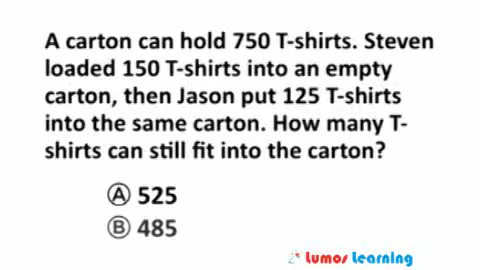 A carton can hold 750 T-shirts. Steven
loaded 150 T-shirts into an empty
carton, then Jason put 125 T-shirts
into the same carton. How many T-
shirts can still fit into the carton?
Ⓐ 525
Ⓑ 485
Lumos Learning